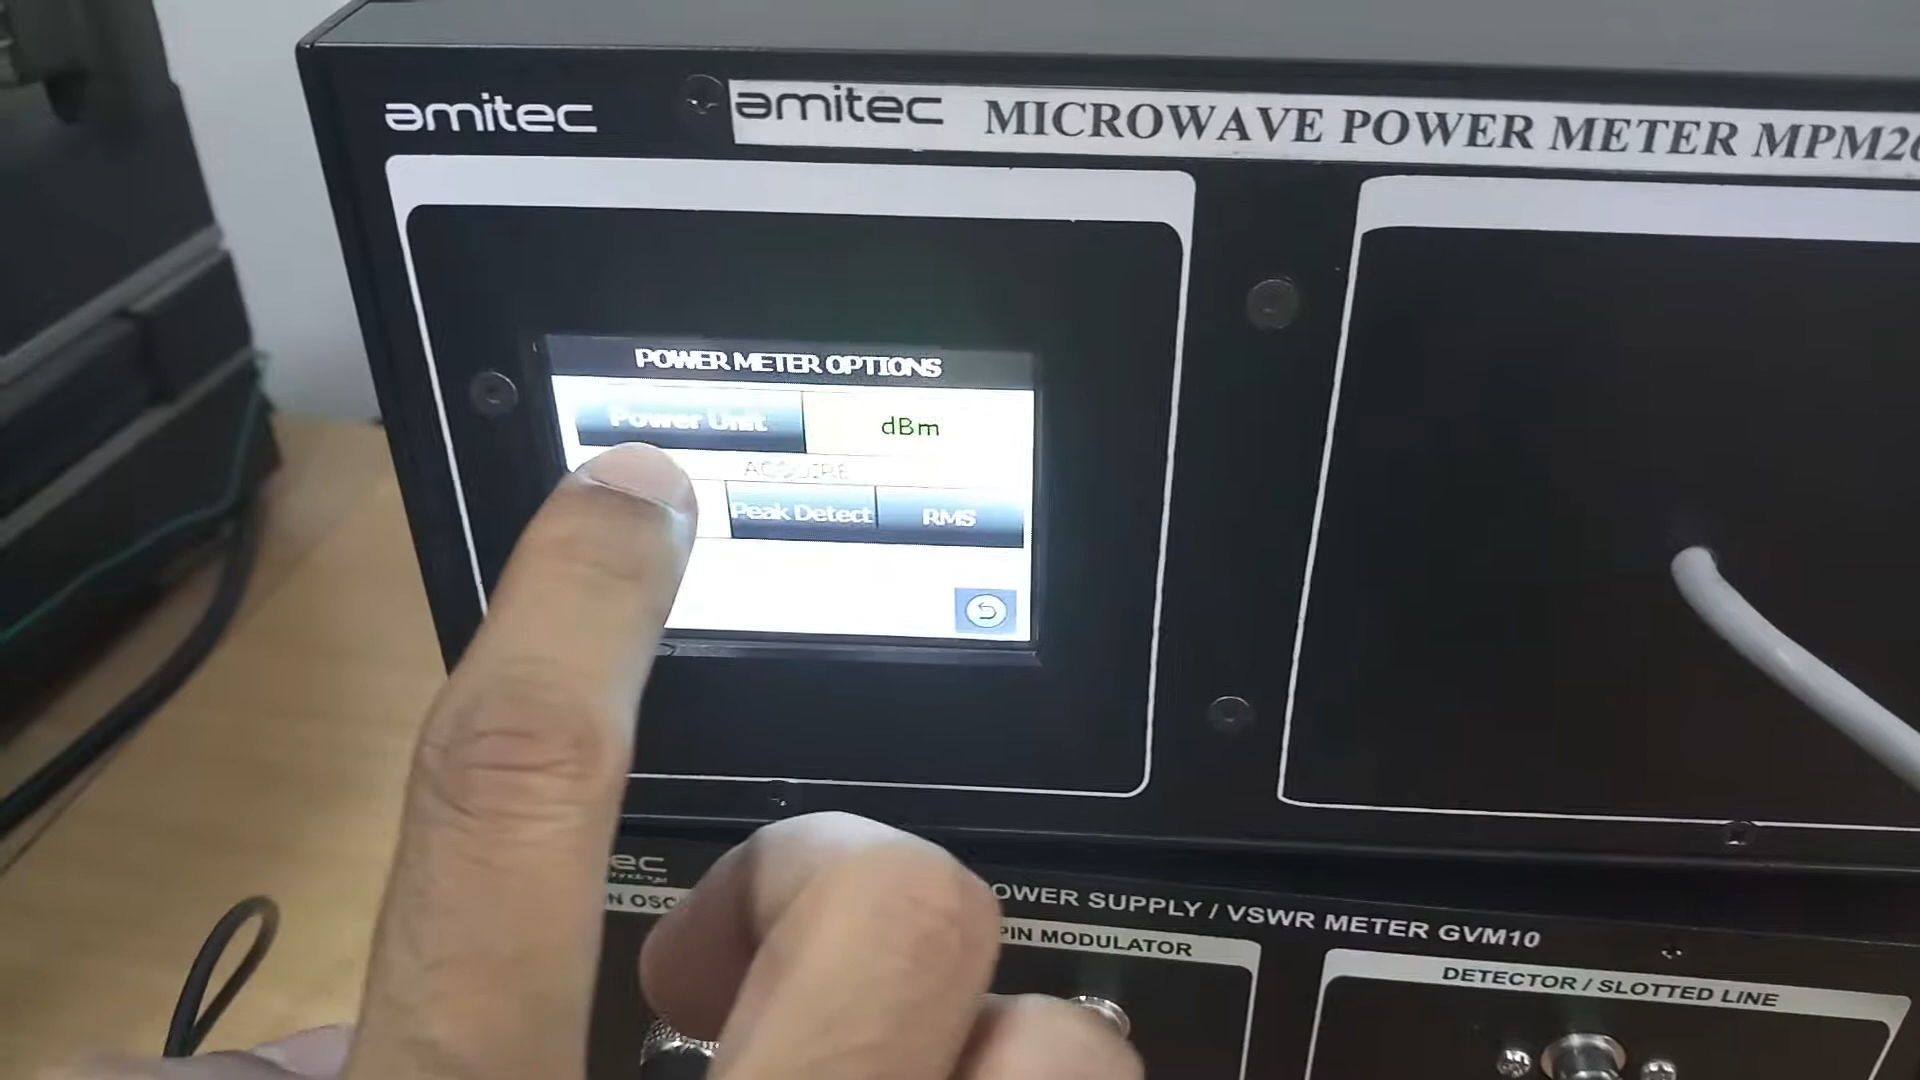 amitec
amitec MICROWAVE POWER METER
POWER METER OPTIONS
Power Unit dBm
ACQUIRE
Peak Detect RMS
POWER SUPPLY / VSWR METER GVM10
PIN MODULATOR
DETECTOR / SLOTTED LINE